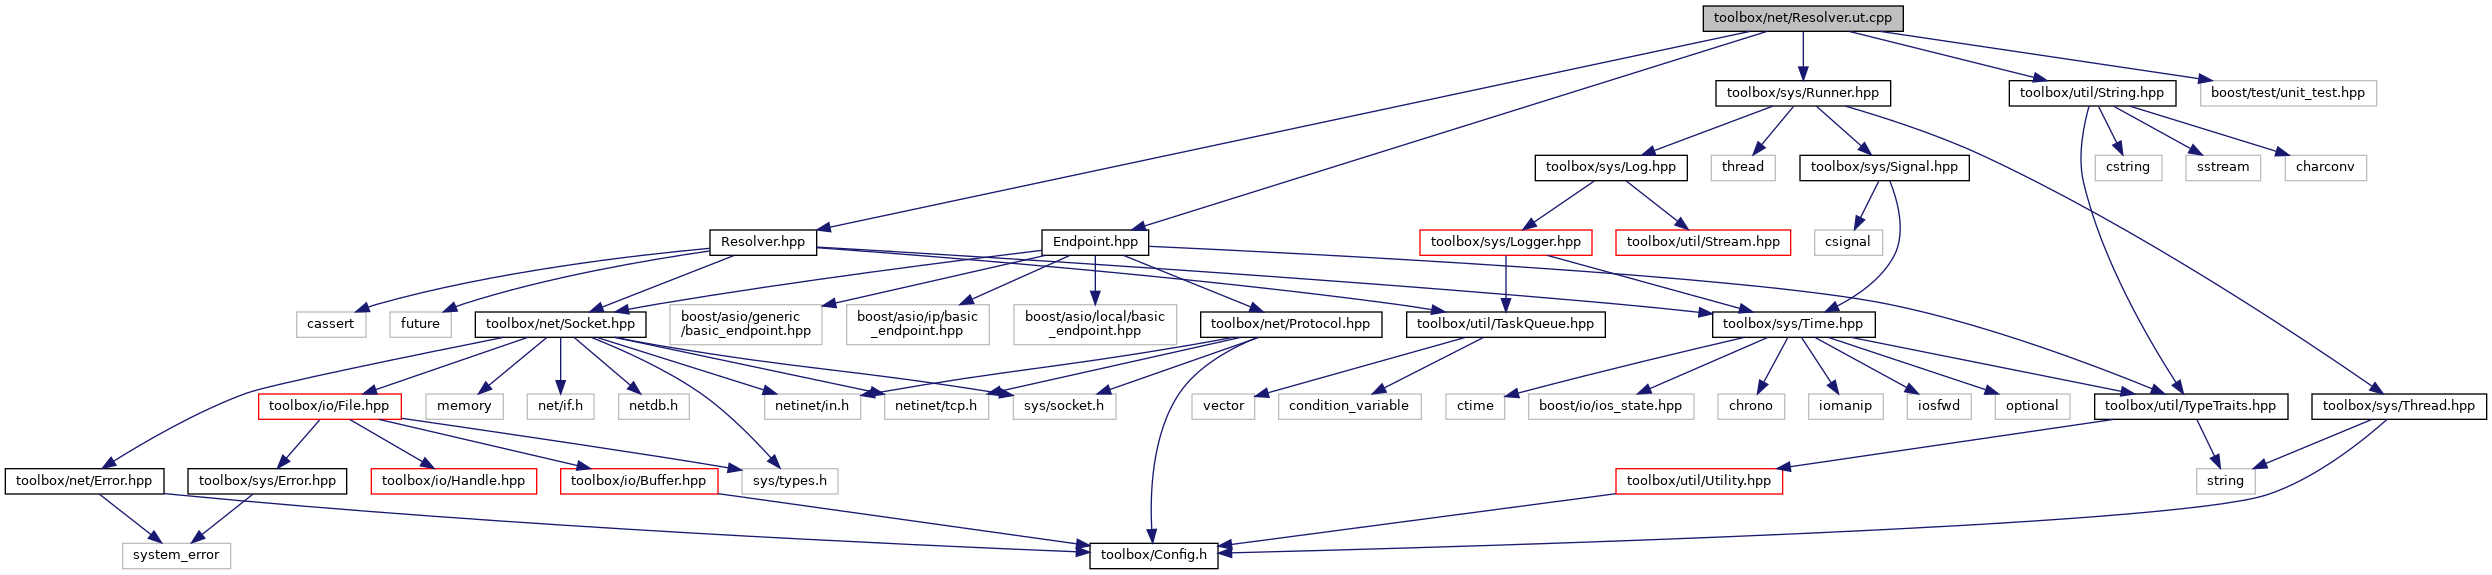 toolbox/net/Resolver.ut.cpp
toolbox/sys/Runner.hpp
toolbox/util/String.hpp
boost/test/unit_test.hpp
toolbox/sys/Log.hpp
thread
toolbox/sys/Signal.hpp
cstring
sstream
charconv
Resolver.hpp
Endpoint.hpp
toolbox/sys/Logger.hpp
toolbox/util/Stream.hpp
csignal
cassert
future
toolbox/net/Socket.hpp
boost/asio/generic
/basic_endpoint.hpp
boost/asio/ip/basic
_endpoint.hpp
boost/asio/local/basic
_endpoint.hpp
toolbox/net/Protocol.hpp
toolbox/util/TaskQueue.hpp
toolbox/sys/Time.hpp
toolbox/io/File.hpp
memory
net/if.h
netdb.h
netinet/in.h
netinet/tcp.h
sys/socket.h
vector
condition_variable
ctime
boost/io/ios_state.hpp
chrono
iomanip
iosfwd
optional
toolbox/util/TypeTraits.hpp
toolbox/sys/Thread.hpp
toolbox/net/Error.hpp
toolbox/sys/Error.hpp
toolbox/io/Handle.hpp
toolbox/io/Buffer.hpp
sys/types.h
toolbox/util/Utility.hpp
string
system_error
toolbox/Config.h